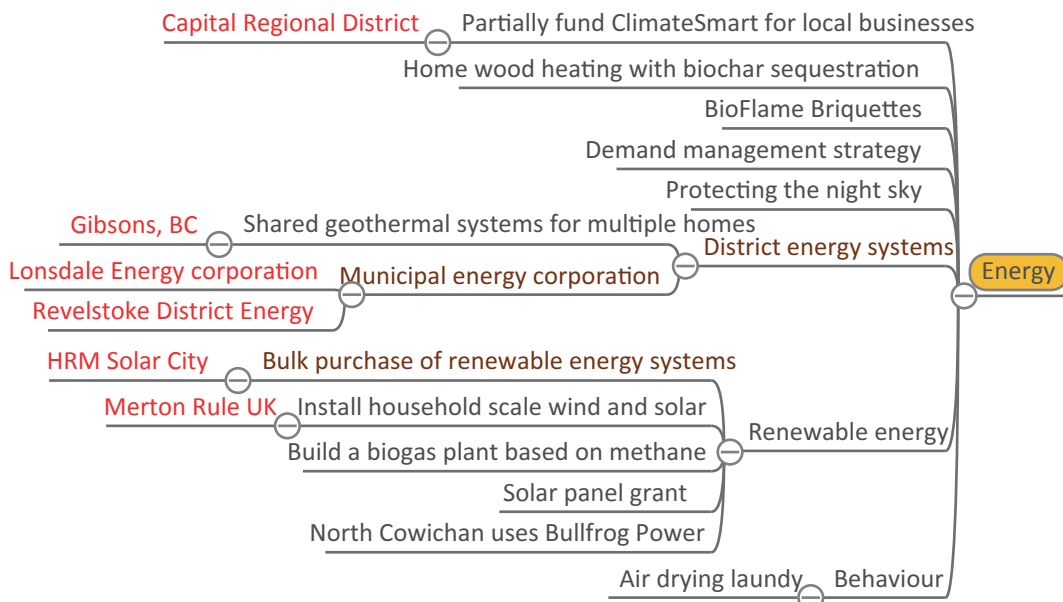 Capital Regional District
Partially fund ClimateSmart for local businesses
Home wood heating with biochar sequestration
BioFlame Briquettes
Demand management strategy
Protecting the night sky
Gibsons, BC
Shared geothermal systems for multiple homes
District energy systems
Energy
Lonsdale Energy corporation
Municipal energy corporation
Revelstoke District Energy
HRM Solar City
Bulk purchase of renewable energy systems
Merton Rule UK
Install household scale wind and solar
Renewable energy
Build a biogas plant based on methane
Solar panel grant
North Cowichan uses Bullfrog Power
Air drying laundy
Behaviour